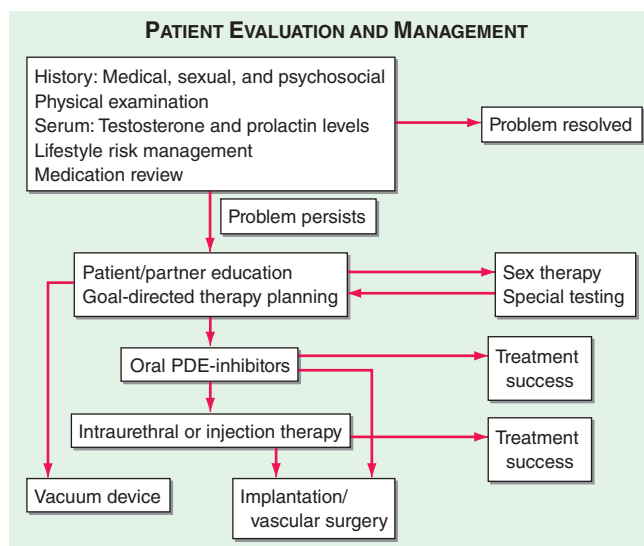 PATIENT EVALUATION AND MANAGEMENT
History: Medical, sexual, and psychosocial
Physical examination
Serum: Testosterone and prolactin levels
Lifestyle risk management
Medication review
Problem resolved
Problem persists
Patient/partner education
Goal-directed therapy planning
Sex therapy
Special testing
Oral PDE-inhibitors
Treatment
success
Intraurethral or injection therapy
Treatment
success
Vacuum device
Implantation/
vascular surgery